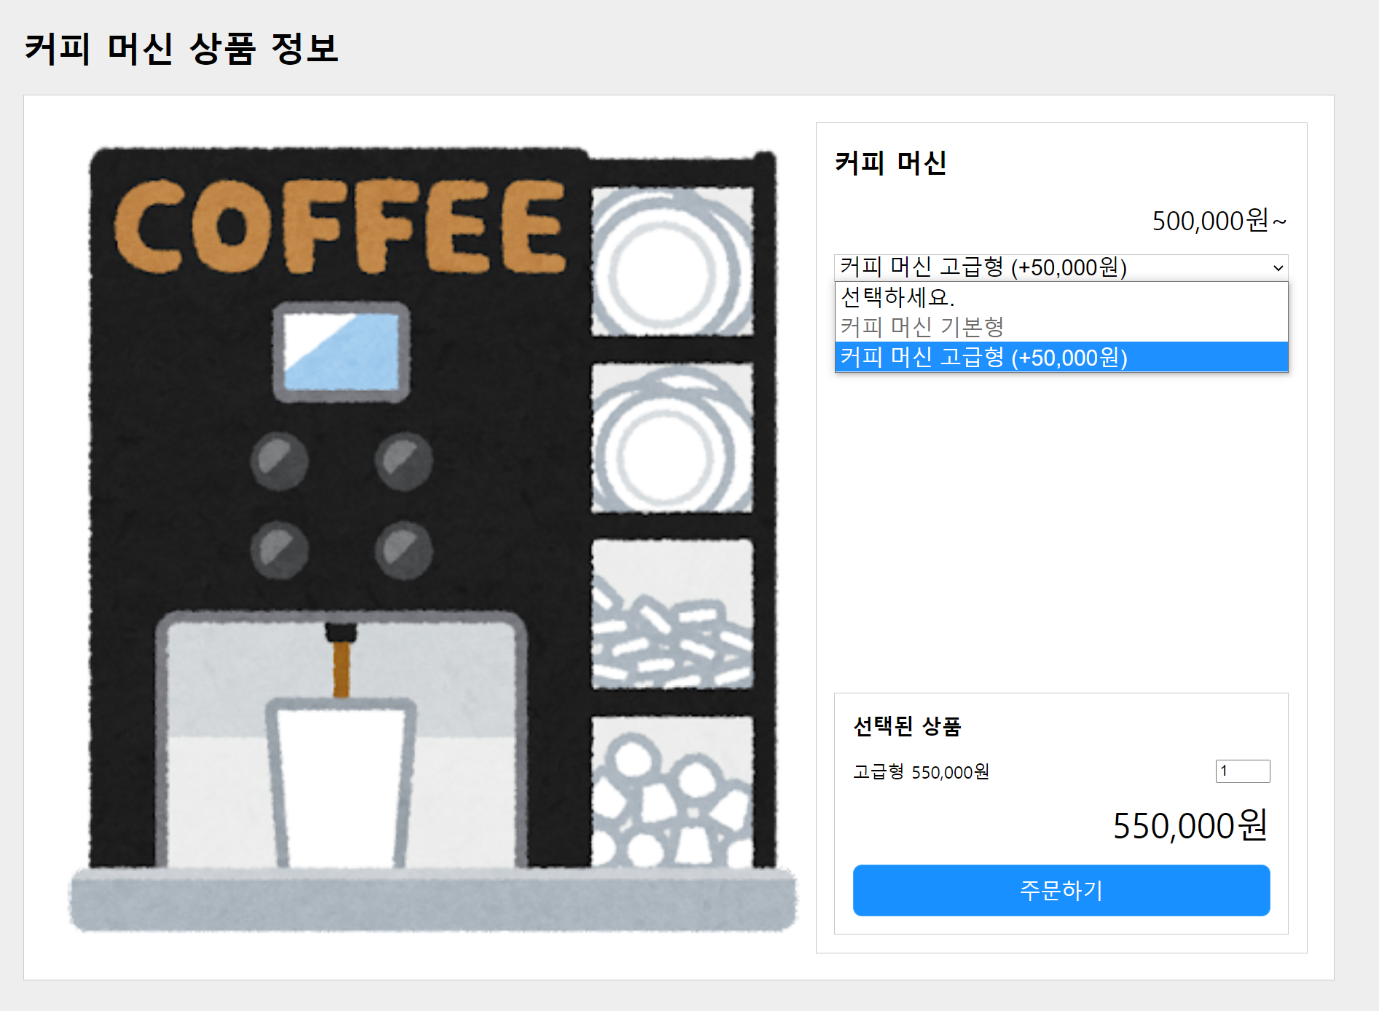 커피 머신 상품 정보
COFFEE
커피 머신
500,000원~
커피 머신 고급형 (+50,000원)
선택하세요.
커피 머신 기본형
커피 머신 고급형 (+50,000원)
선택된 상품
고급형 550,000원
1
550,000원
주문하기